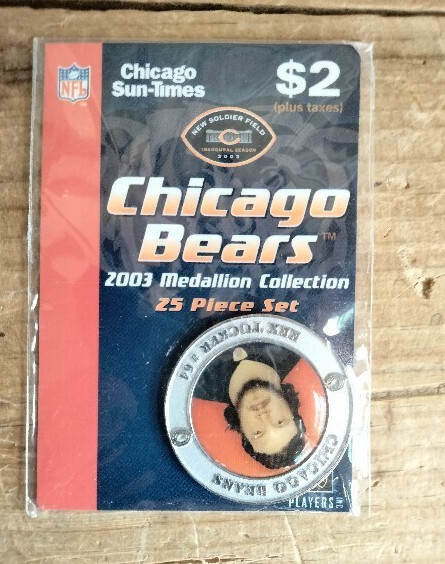 NFL
Chicago
Sun-Times
$2
(plus taxes)
NEW SOLDIER FIELD
INAUGURAL SEASON
2003
Chicago
Bears™
2003 Medallion Collection
25 Piece Set
REX TUCKER #64
CHICAGO BEARS
PLAYERS INC